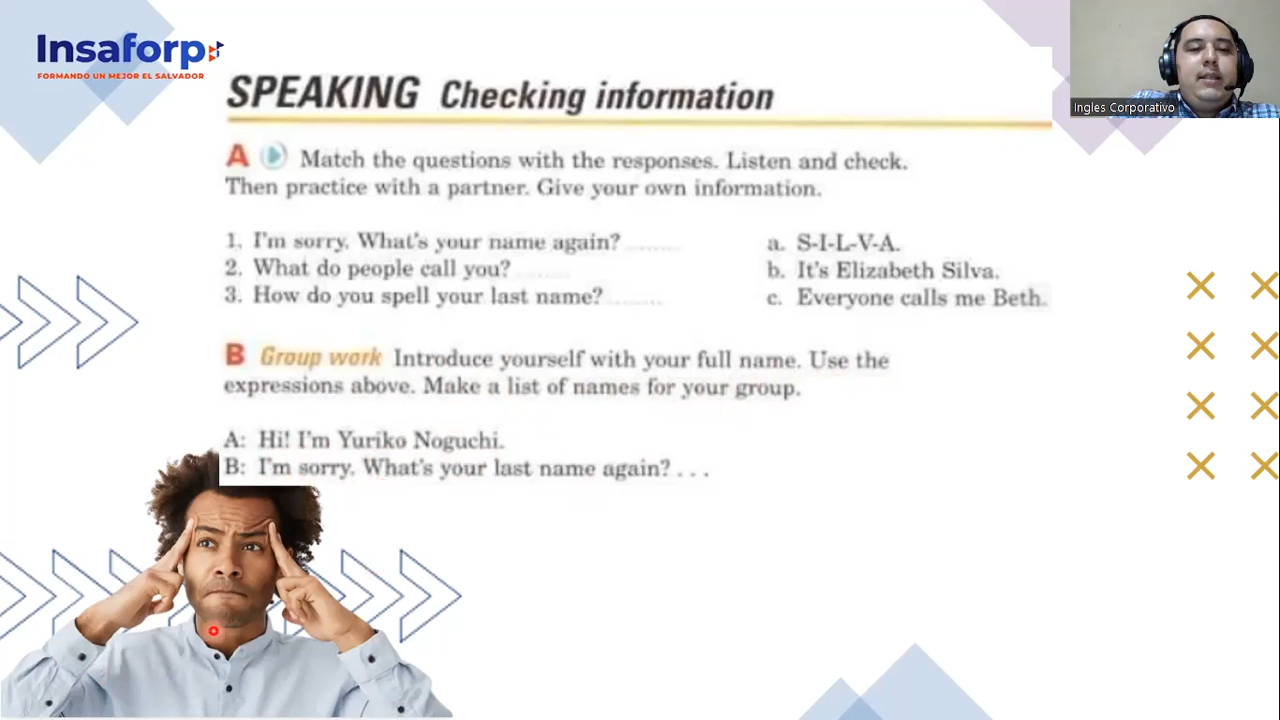 Insaforp
FORMANDO UN MEJOR EL SALVADOR
Ingles Corporativo
SPEAKING Checking information
A Match the questions with the responses. Listen and check.
Then practice with a partner. Give your own information.
1. I'm sorry. What's your name again? ........
2. What do people call you? ........
3. How do you spell your last name? ........
a. S-I-L-V-A.
b. It's Elizabeth Silva.
c. Everyone calls me Beth.
B Group work Introduce yourself with your full name. Use the
expressions above. Make a list of names for your group.
A: Hi! I'm Yuriko Noguchi.
B: I'm sorry. What's your last name again? . . .